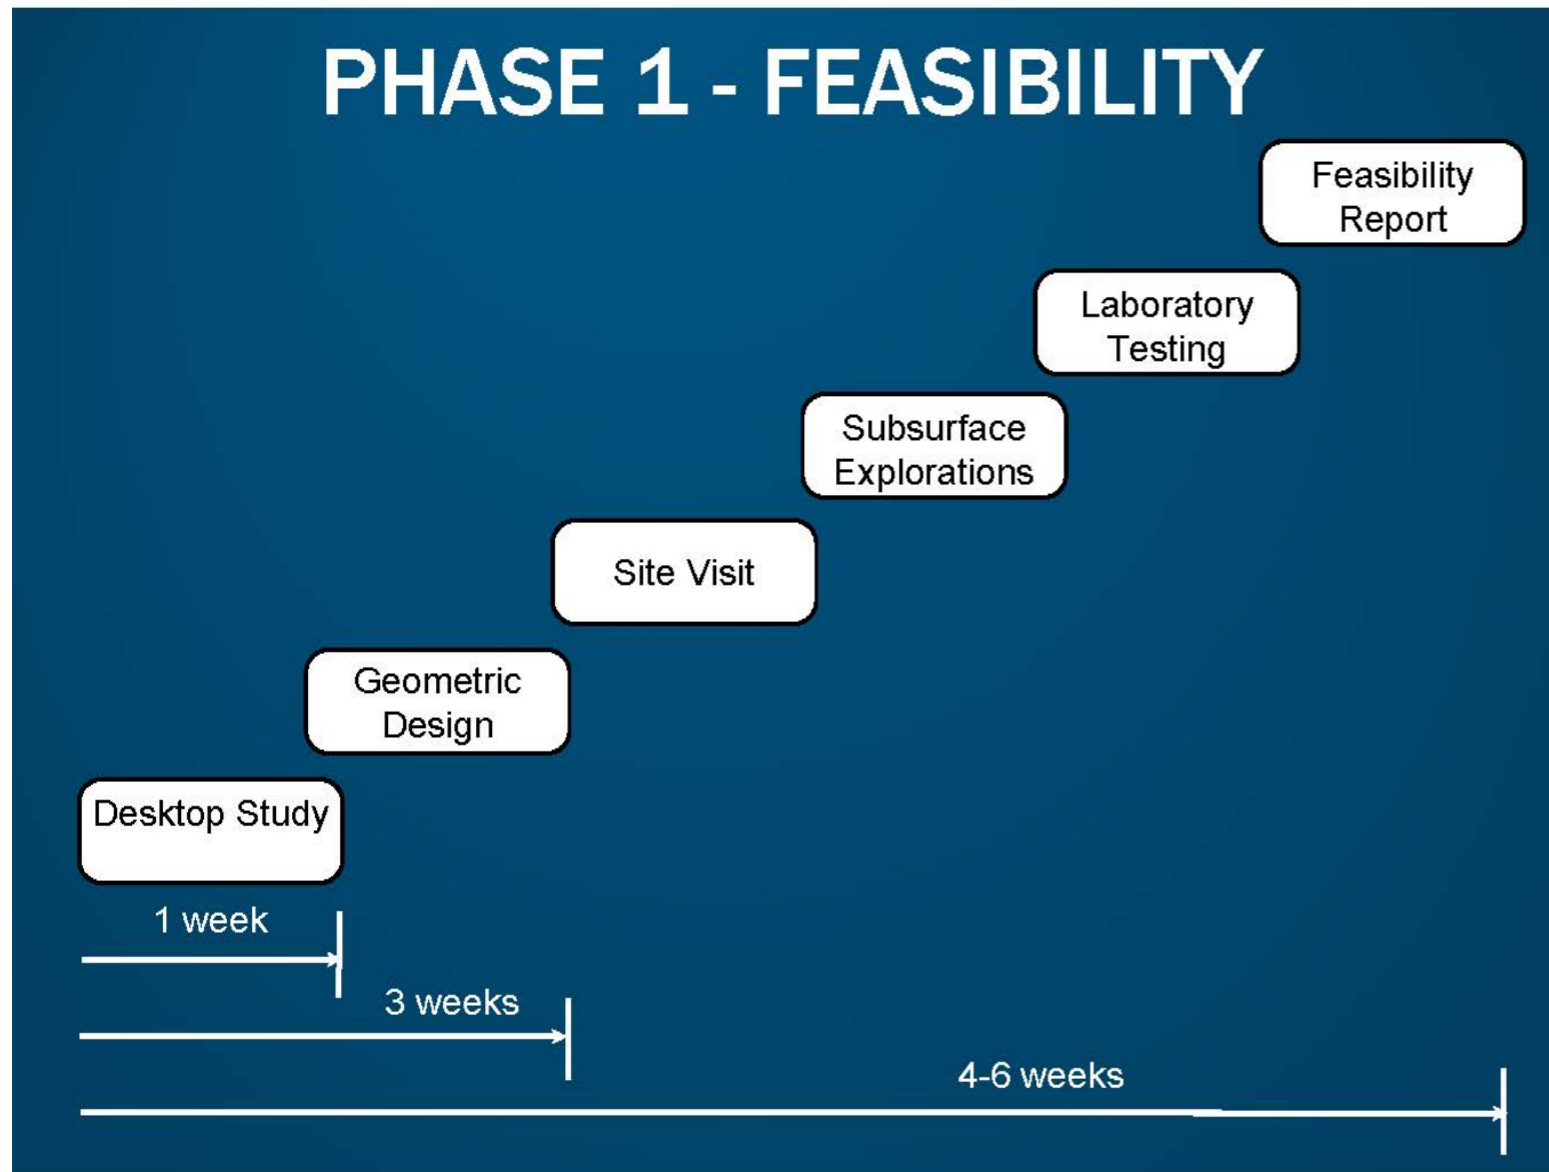 PHASE 1 - FEASIBILITY
Feasibility
Report
Laboratory
Testing
Subsurface
Explorations
Site Visit
Geometric
Design
Desktop Study
1 week
3 weeks
4-6 weeks